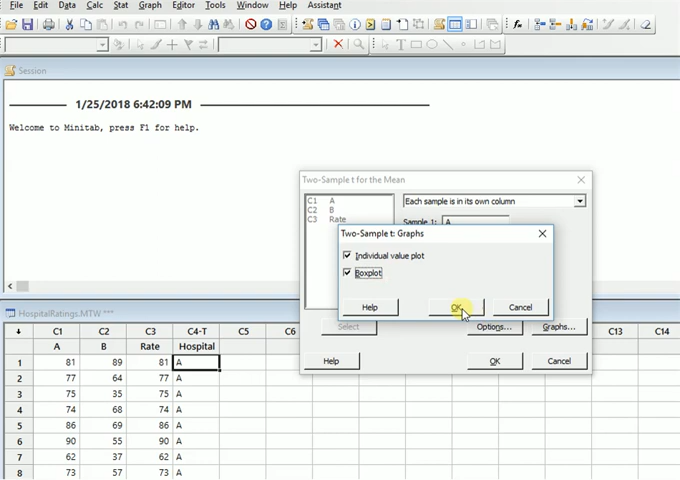 File Edit Data Calc Stat Graph Editor Tools Window Help Assistant
Session
1/25/2018 6:42:09 PM
Welcome to Minitab, press F1 for help.
Two-Sample t for the Mean
C1 A
C2 B
C3 Rate
Each sample is in its own column
Sample 1: A
Two-Sample t: Graphs
Individual value plot
Boxplot
Help OK Cancel
Select Options... Graphs...
Help OK Cancel
HospitalRatings.MTW ***
C1 C2 C3 C4-T C5 C6 C13 C14
A B Rate Hospital
1 81 89 81 A
2 77 64 77 A
3 75 35 75 A
4 74 68 74 A
5 86 69 86 A
6 90 55 90 A
7 62 37 62 A
8 73 57 73 A